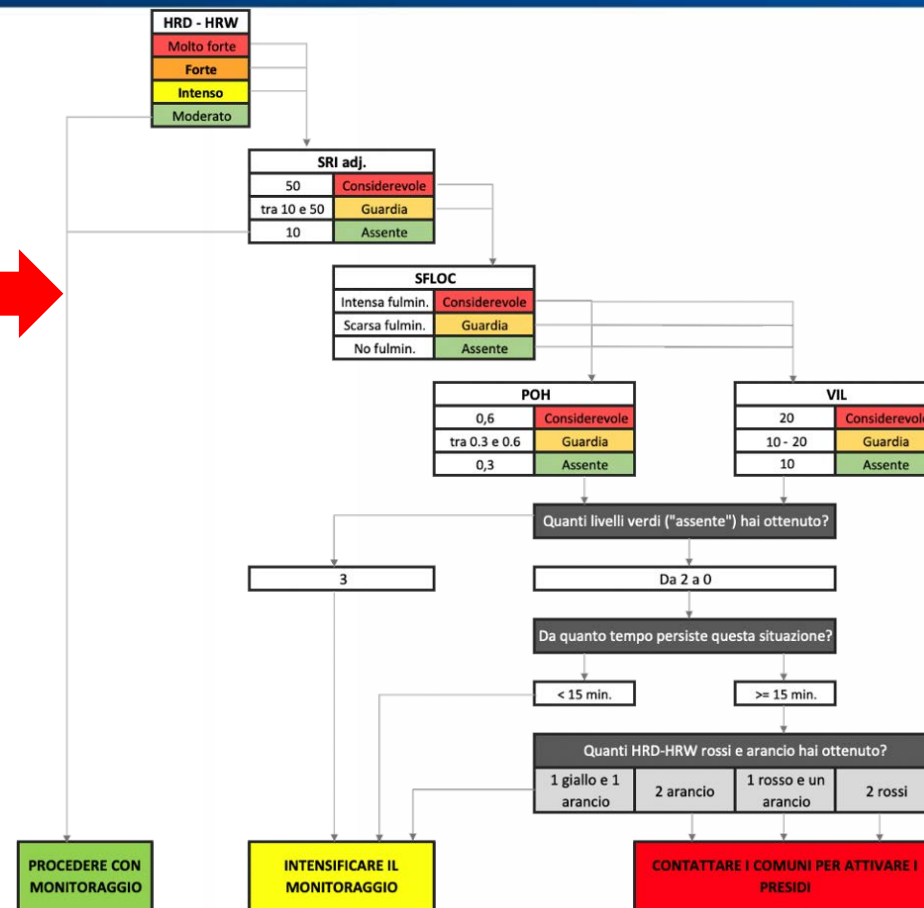 HRD - HRW
Molto forte
Forte
Intenso
Moderato
SRI adj.
50 Considerevole
tra 10 e 50 Guardia
10 Assente
SFLOC
Intensa fulmin. Considerevole
Scarsa fulmin. Guardia
No fulmin. Assente
POH
0,6 Considerevole
tra 0.3 e 0.6 Guardia
0,3 Assente
VIL
20 Considerevole
10 - 20 Guardia
10 Assente
Quanti livelli verdi ("assente") hai ottenuto?
3
Da 2 a 0
Da quanto tempo persiste questa situazione?
< 15 min.
>= 15 min.
Quanti HRD-HRW rossi e arancio hai ottenuto?
1 giallo e 1
arancio
2 arancio
1 rosso e un
arancio
2 rossi
PROCEDERE CON
MONITORAGGIO
INTENSIFICARE IL
MONITORAGGIO
CONTATTARE I COMUNI PER ATTIVARE I
PRESIDI